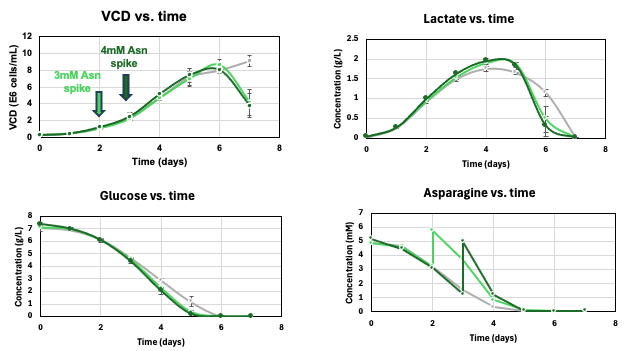 VCD vs. time
VCD (E6 cells/mL)
12
10
8
6
4
2
0
3mM Asn
spike
4mM Asn
spike
0 2 4 6 8
Time (days)
Lactate vs. time
Concentration (g/L)
2.5
2
1.5
1
0.5
0
0 2 4 6 8
Time (days)
Glucose vs. time
Concentration (g/L)
8
7
6
5
4
3
2
1
0
0 2 4 6 8
Time (days)
Asparagine vs. time
Concentration (mM)
7
6
5
4
3
2
1
0
0 2 4 6 8
Time (days)